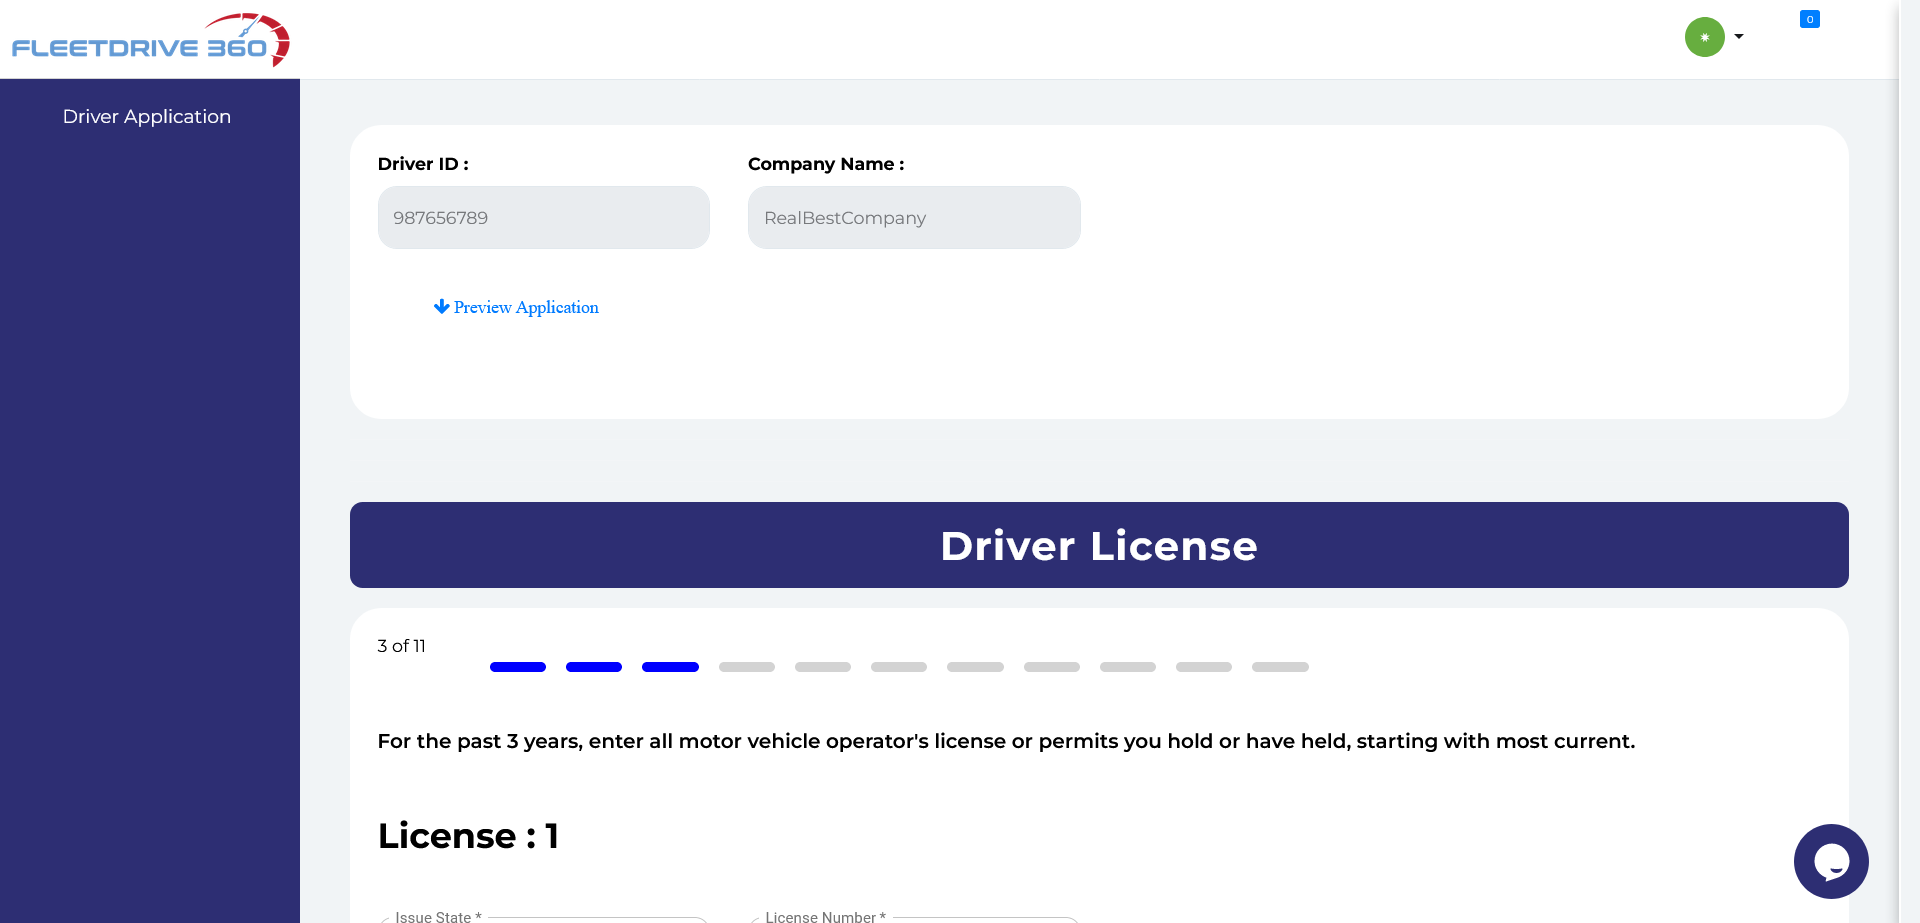 FLEETDRIVE 360
0
Driver Application
Driver ID :
Company Name :
987656789
RealBestCompany
Preview Application
Driver License
3 of 11
For the past 3 years, enter all motor vehicle operator's license or permits you hold or have held, starting with most current.
License : 1
Issue State *
License Number *